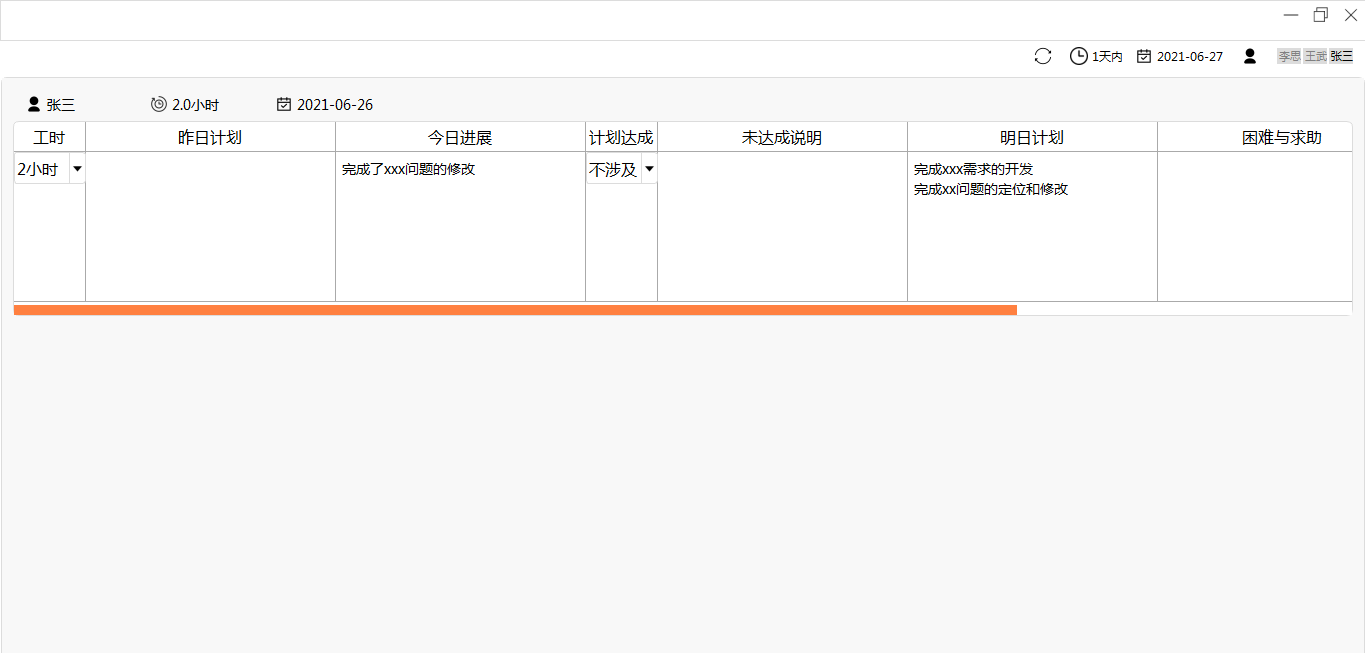 1天内 2021-06-27 李思 王武 张三
张三 2.0小时 2021-06-26
工时 昨日计划 今日进展 计划达成 未达成说明 明日计划 困难与求助
2小时 完成了xxx问题的修改 不涉及 完成xxx需求的开发
完成xx问题的定位和修改